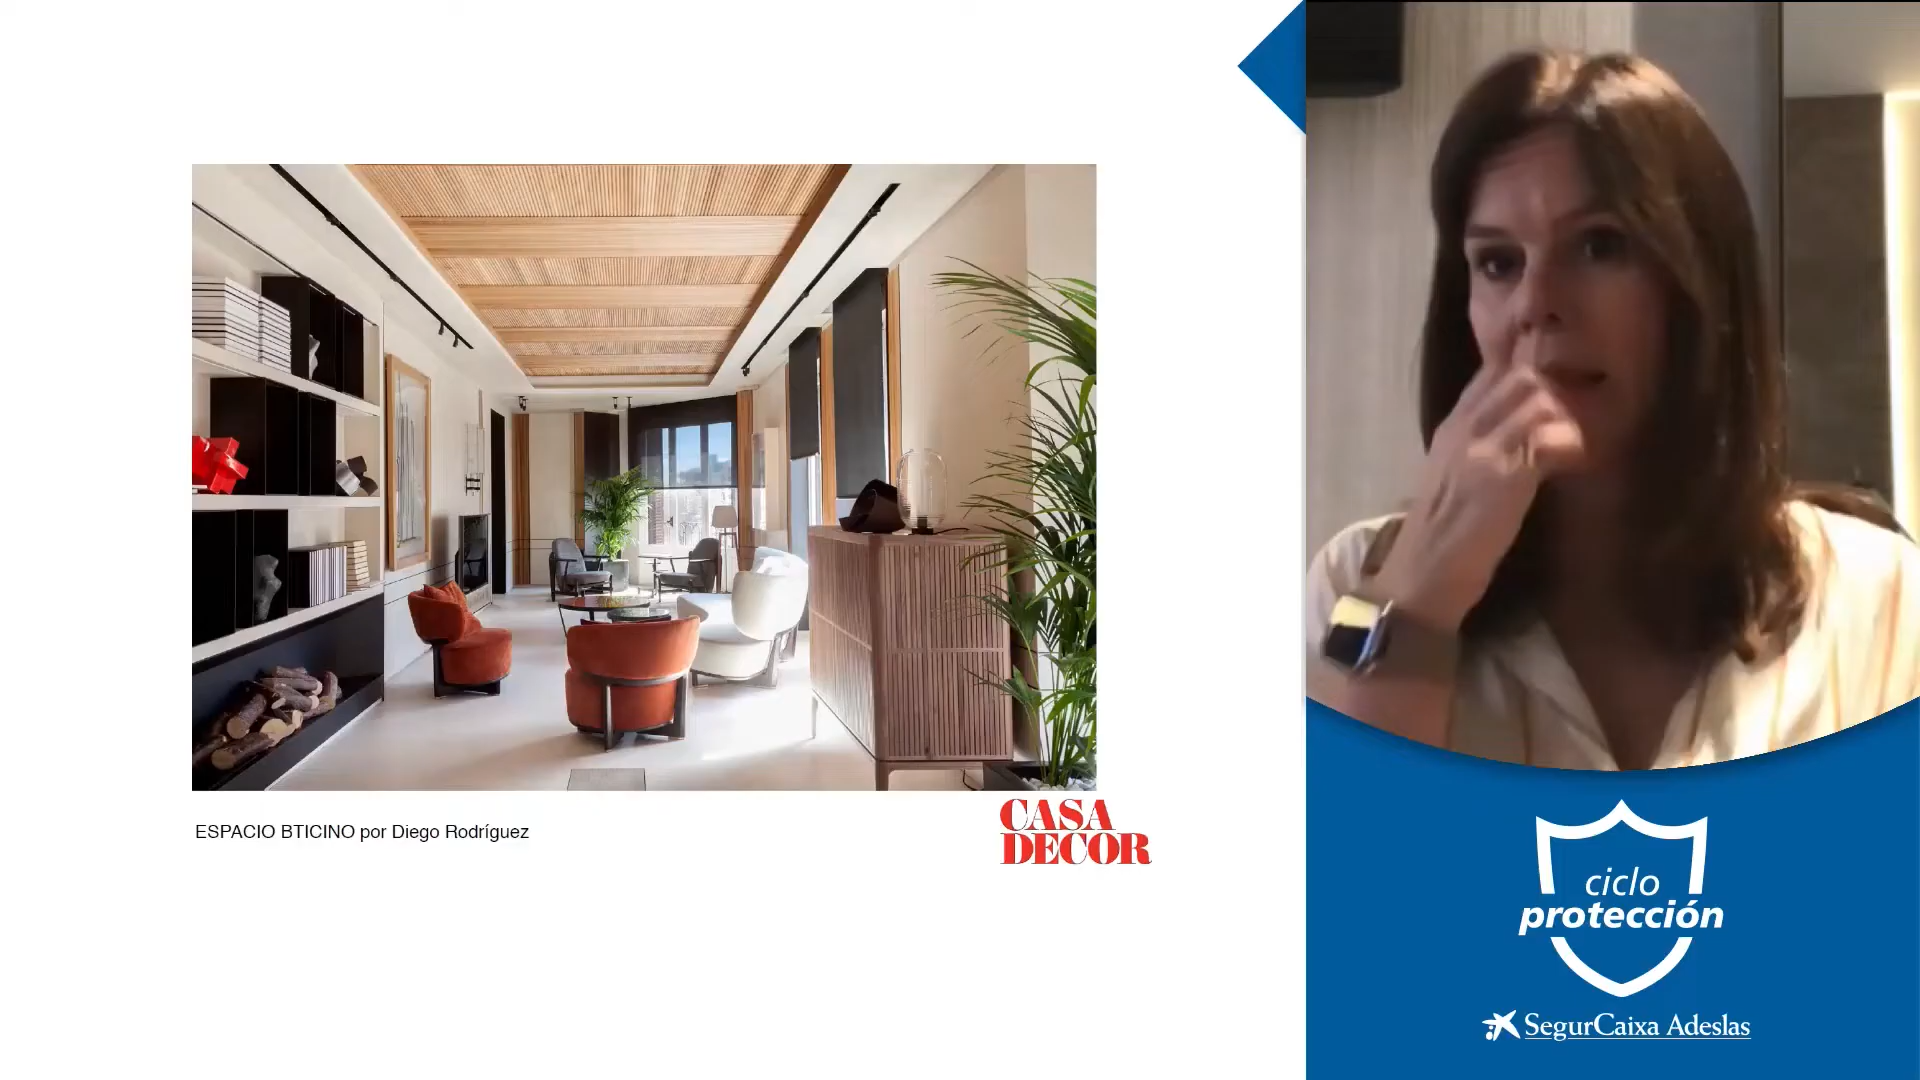 ESPACIO BTICINO por Diego Rodríguez
CASA
DECOR
ciclo
protección
SegurCaixa Adeslas